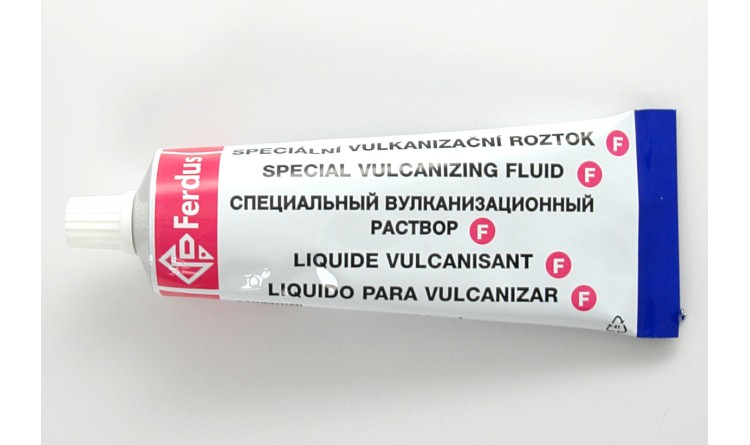 Ferdus
SPECIÁLNÍ VULKANIZAČNÍ ROZTOK F
SPECIAL VULCANIZING FLUID F
СПЕЦИАЛЬНЫЙ ВУЛКАНИЗАЦИОННЫЙ
РАСТВОР F
LIQUIDE VULCANISANT F
LIQUIDO PARA VULCANIZAR F